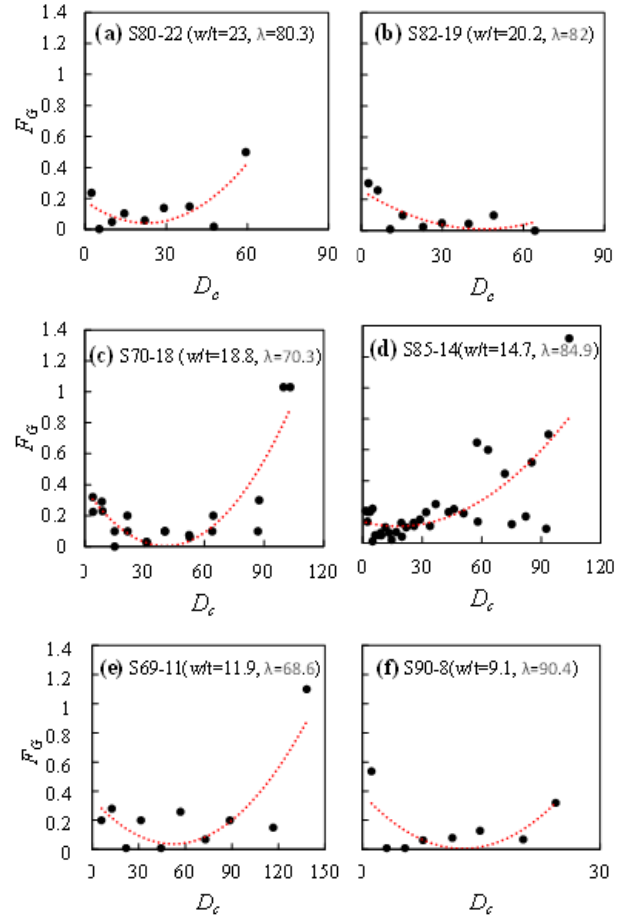 1.4
(a) S80-22 (w/t=23, λ=80.3)
(b) S82-19 (w/t=20.2, λ=82)
1.2
1
0.8
0.6
0.4
0.2
0
F_G
0 30 60 90
0 30 60 90
D_c
D_c
1.4
(c) S70-18 (w/t=18.8, λ=70.3)
(d) S85-14(w/t=14.7, λ=84.9)
1.2
1
0.8
0.6
0.4
0.2
0
F_G
0 30 60 90 120
0 30 60 90 120
D_c
D_c
1.4
(e) S69-11(w/t=11.9, λ=68.6)
(f) S90-8(w/t=9.1, λ=90.4)
1.2
1
0.8
0.6
0.4
0.2
0
F_G
0 30 60 90 120 150
0 30
D_c
D_c